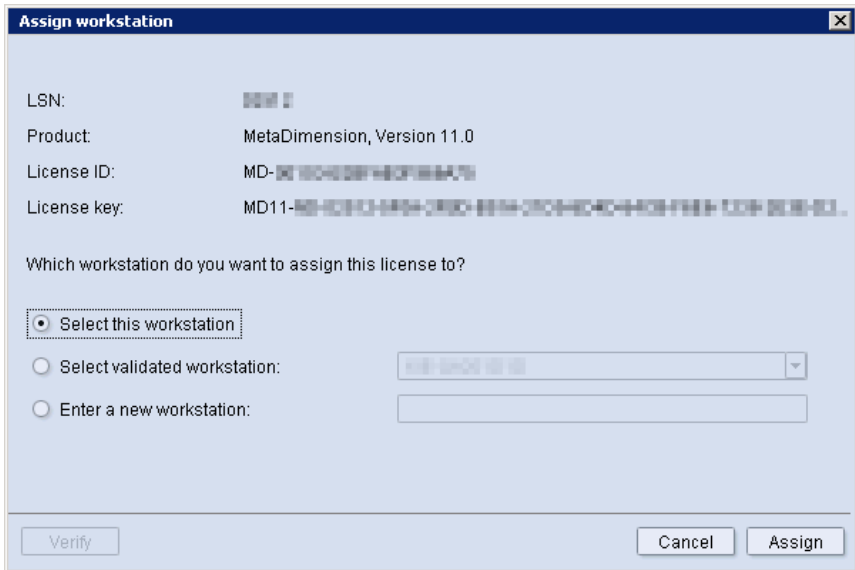 Assign workstation
LSN:
Product: MetaDimension, Version 11.0
License ID: MD-
License key: MD11-
Which workstation do you want to assign this license to?
Select this workstation
Select validated workstation:
Enter a new workstation:
Verify Cancel Assign